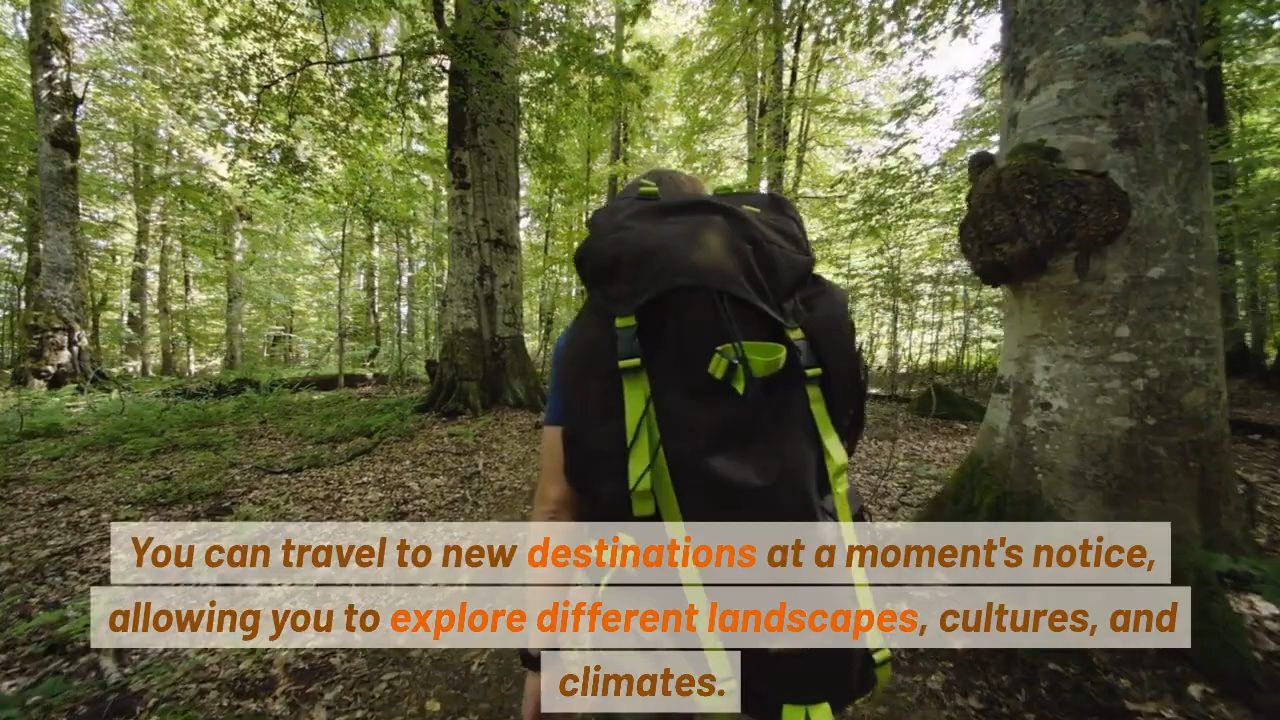 You can travel to new destinations at a moment's notice,
allowing you to explore different landscapes, cultures, and
climates.